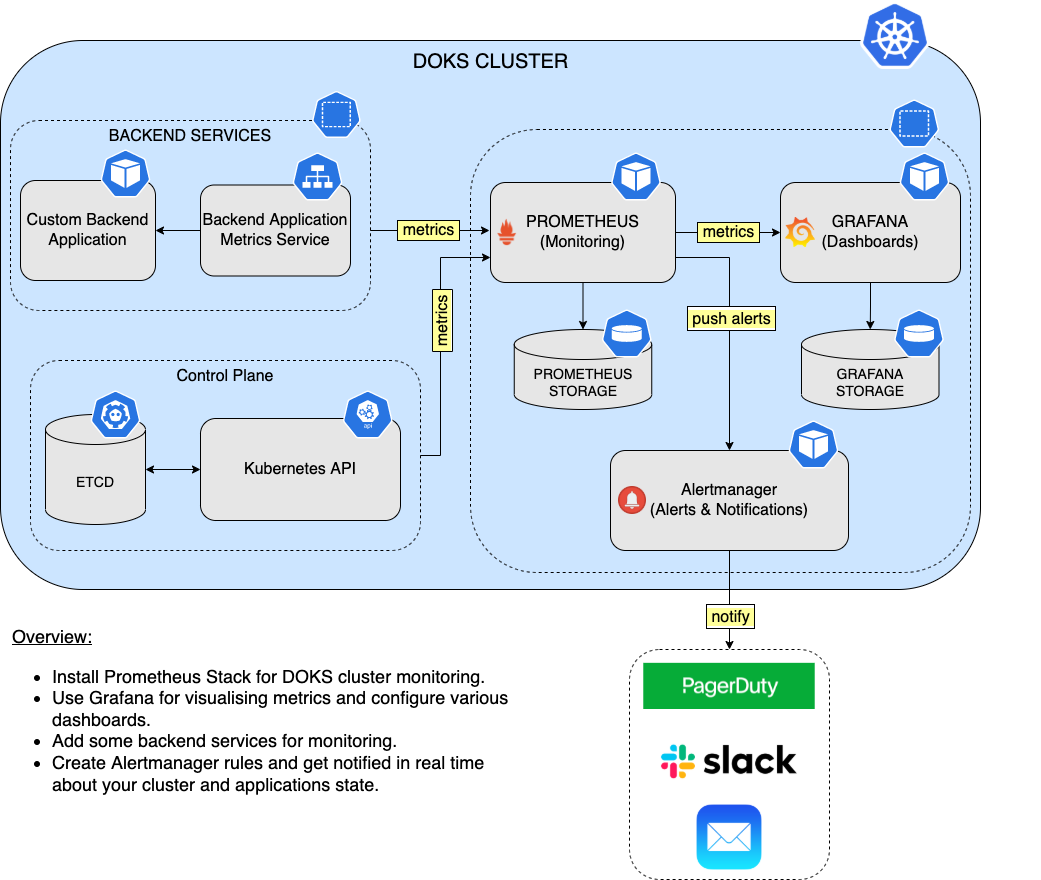 DOKS CLUSTER
BACKEND SERVICES
Custom Backend
Application
Backend Application
Metrics Service
metrics
PROMETHEUS
(Monitoring)
metrics
GRAFANA
(Dashboards)
metrics
push alerts
PROMETHEUS
STORAGE
GRAFANA
STORAGE
Control Plane
ETCD
api
Kubernetes API
Alertmanager
(Alerts & Notifications)
notify
Overview:
• Install Prometheus Stack for DOKS cluster monitoring.
• Use Grafana for visualising metrics and configure various
dashboards.
• Add some backend services for monitoring.
• Create Alertmanager rules and get notified in real time
about your cluster and applications state.
PagerDuty
slack